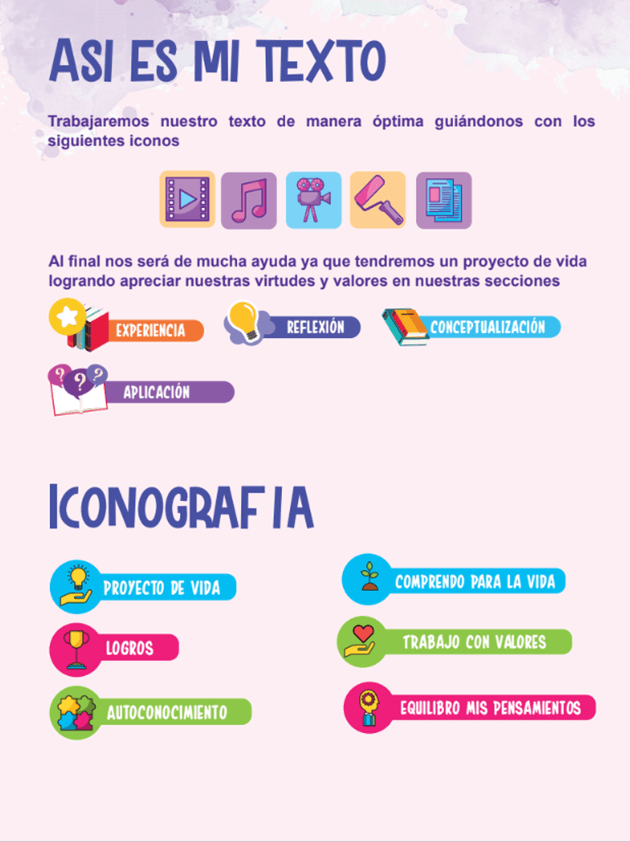 ASI ES MI TEXTO
Trabajaremos nuestro texto de manera óptima guiándonos con los
siguientes iconos
Al final nos será de mucha ayuda ya que tendremos un proyecto de vida
logrando apreciar nuestras virtudes y valores en nuestras secciones
EXPERIENCIA
REFLEXIÓN
CONCEPTUALIZACIÓN
? ? ?
APLICACIÓN
ICONOGRAFIA
PROYECTO DE VIDA
COMPRENDO PARA LA VIDA
LOGROS
TRABAJO CON VALORES
AUTOCONOCIMIENTO
EQUILIBRO MIS PENSAMIENTOS